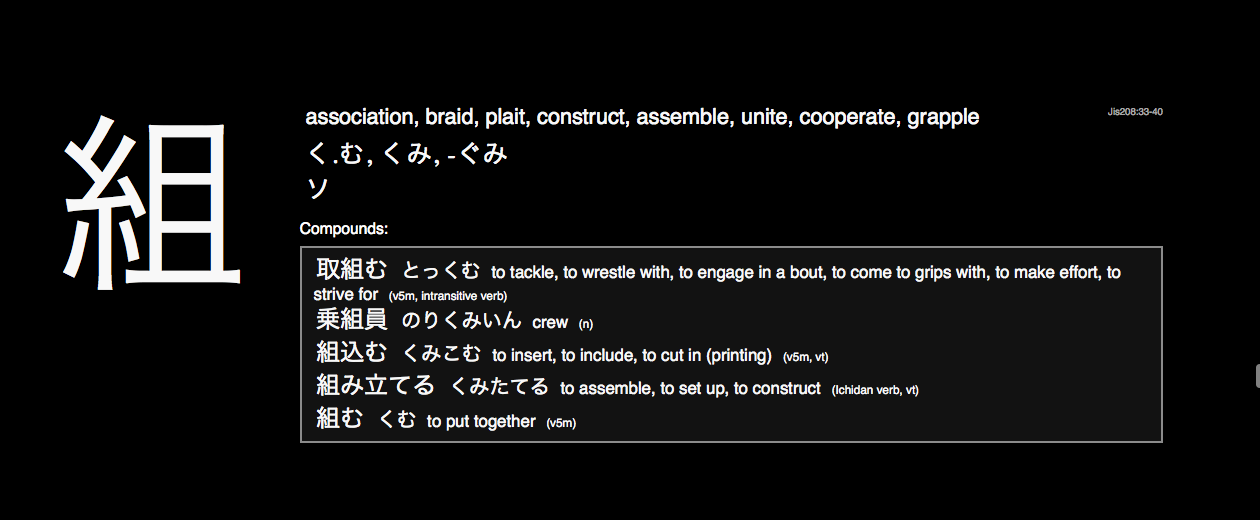 組
association, braid, plait, construct, assemble, unite, cooperate, grapple
Jis208:33-40
く.む, くみ, -ぐみ
ソ
Compounds:
取組む とっくむ to tackle, to wrestle with, to engage in a bout, to come to grips with, to make effort, to
strive for (v5m, intransitive verb)
乗組員 のりくみいん crew (n)
組込む くみこむ to insert, to include, to cut in (printing) (v5m, vt)
組み立てる くみたてる to assemble, to set up, to construct (Ichidan verb, vt)
組む くむ to put together (v5m)